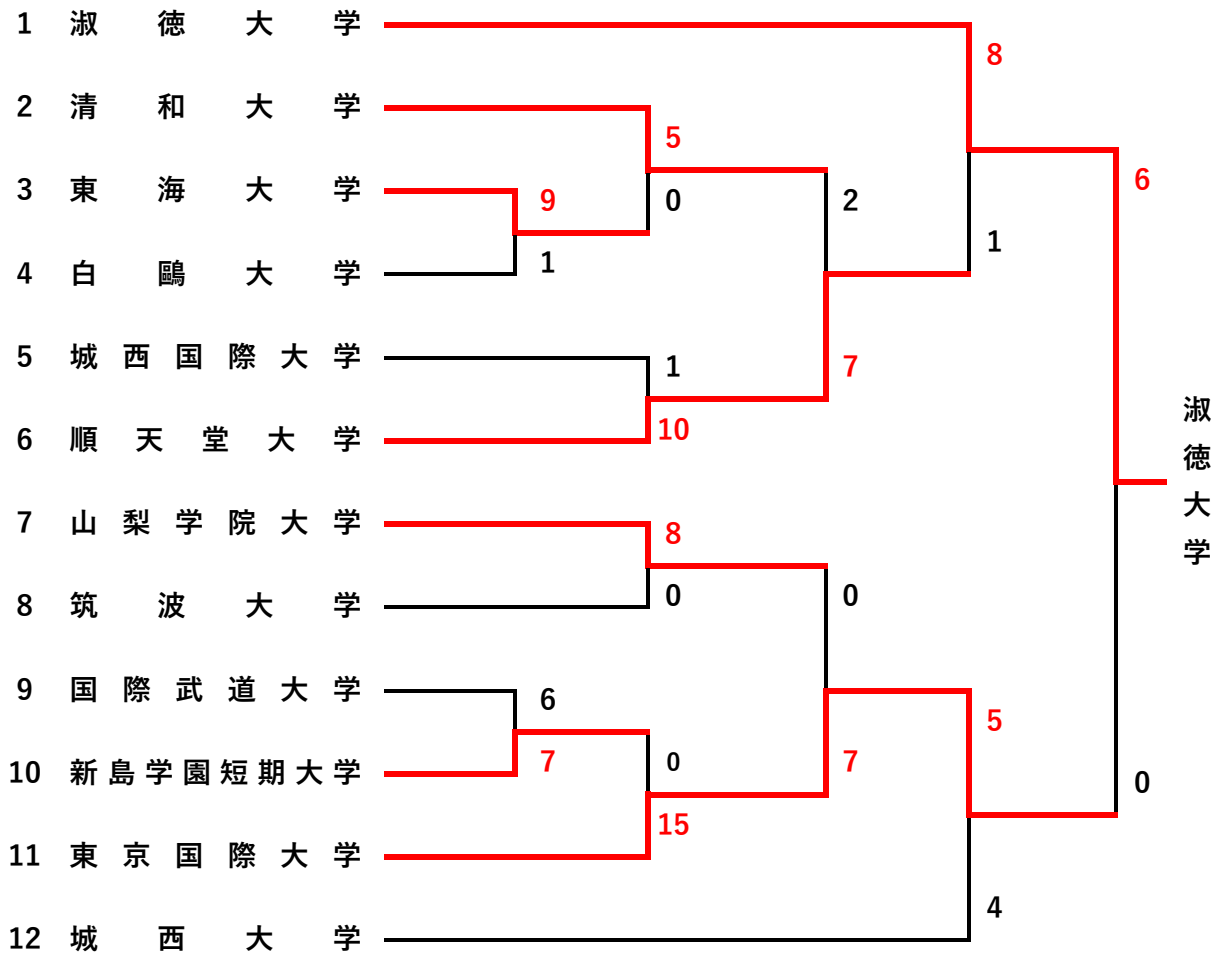 1 淑徳大学
8
2 清和大学
5
6
3 東海大学
9
0
2
4 白鷗大学
1
1
5 城西国際大学
1
7
6 順天堂大学
10
淑徳大学
7 山梨学院大学
8
8 筑波大学
0
0
9 国際武道大学
6
5
10 新島学園短期大学
7
0
7
0
11 東京国際大学
15
12 城西大学
4